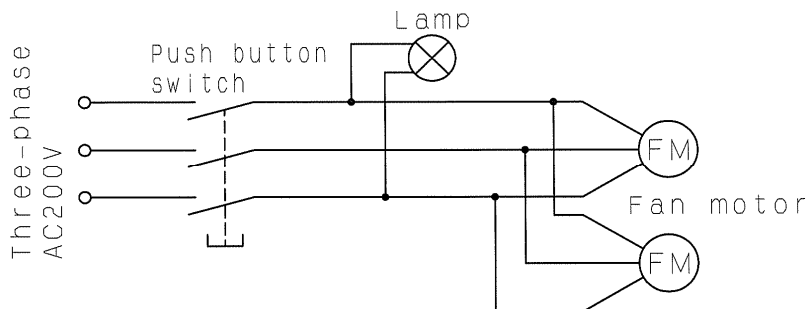 Lamp
Push button
switch
Three-phase
AC200V
FM
Fan motor
FM